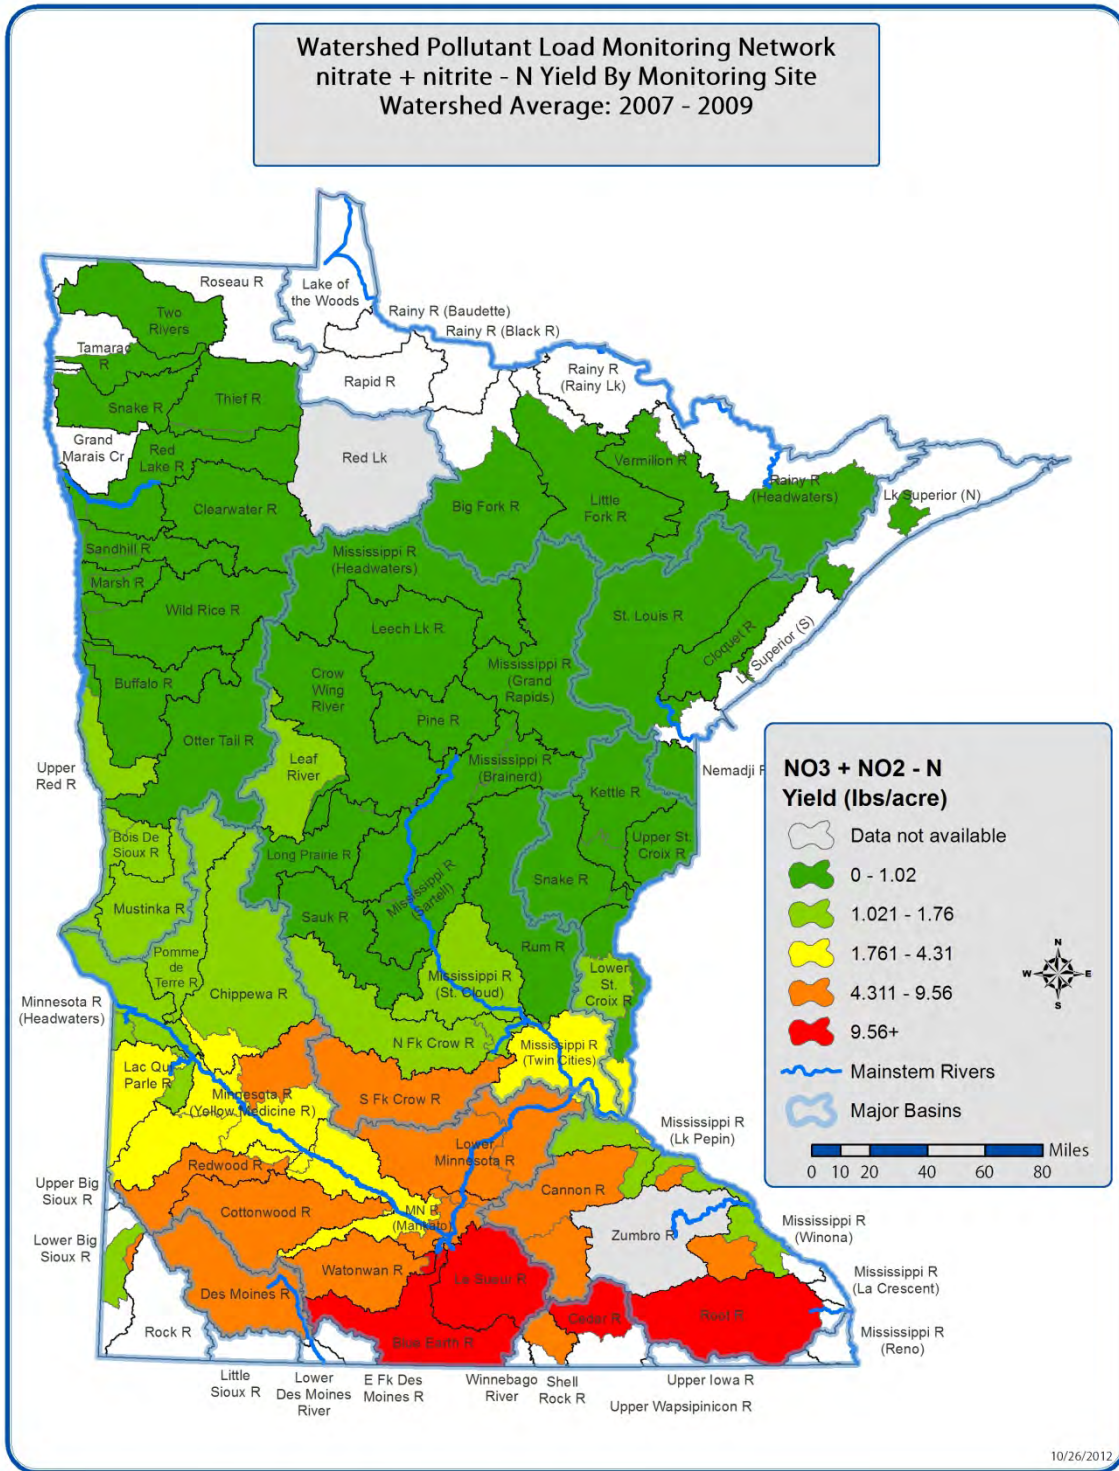 Watershed Pollutant Load Monitoring Network
nitrate + nitrite - N Yield By Monitoring Site
Watershed Average: 2007 - 2009
Roseau R
Lake of
the Woods
Two
Rivers
Rainy R (Baudette)
Rainy R (Black R)
Tamarac
R
Rapid R
Rainy R
(Rainy Lk)
Snake R
Thief R
Grand
Marais Cr
Red
Lake R
Red Lk
Vermilion R
Rainy R
(Headwaters)
Lk Superior (N)
Clearwater R
Big Fork R
Little
Fork R
Sandhill R
Mississippi R
(Headwaters)
Marsh R
Wild Rice R
Leech Lk R
St. Louis R
Cloquet R
Lk Superior (S)
Buffalo R
Crow
Wing
River
Mississippi R
(Grand
Rapids)
Otter Tail R
Pine R
Upper
Red R
Leaf
River
Mississippi R
(Brainerd)
Nemadji R
Kettle R
Bois De
Sioux R
Long Prairie R
Upper St.
Croix R
Mustinka R
Mississippi R
(Sartell)
Snake R
Sauk R
Rum R
Pomme
de
Terre R
Chippewa R
Mississippi R
(St. Cloud)
Lower
St.
Croix R
Minnesota R
(Headwaters)
N Fk Crow R
Mississippi R
(Twin Cities)
Lac Qui
Parle R
Minnesota R
(Yellow Medicine R)
S Fk Crow R
Mississippi R
(Lk Pepin)
Lower
Minnesota R
Redwood R
Upper Big
Sioux R
Cottonwood R
Cannon R
MN R
(Mankato)
Zumbro R
Mississippi R
(Winona)
Lower Big
Sioux R
Watonwan R
Le Sueur R
Mississippi R
(La Crescent)
Des Moines R
Rock R
Blue Earth R
Cedar R
Root R
Mississippi R
(Reno)
Little
Sioux R
Lower
Des Moines
River
E Fk Des
Moines R
Winnebago
River
Shell
Rock R
Upper Iowa R
Upper Wapsipinicon R
NO3 + NO2 - N
Yield (lbs/acre)
Data not available
0 - 1.02
1.021 - 1.76
1.761 - 4.31
4.311 - 9.56
9.56+
Mainstem Rivers
Major Basins
N
W E
S
Miles
0 10 20 40 60 80
10/26/2012